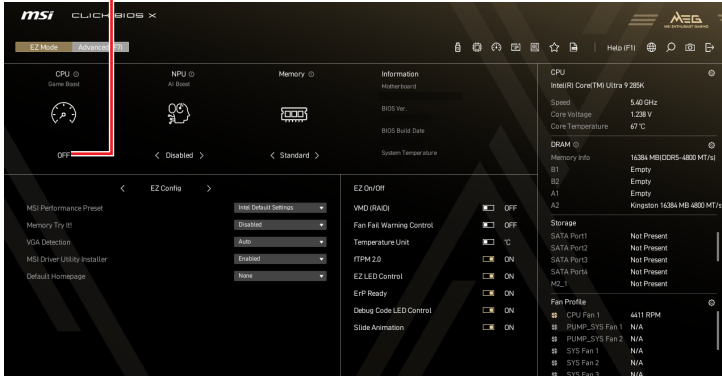 msi CLICH BIOS X
MEG
MSI ENTHUSIAST GAMING
EZ Mode Advanced (F7)
Help (F1)
CPU
Game Boost
OFF
NPU
AI Boost
< Disabled >
Memory
< Standard >
Information
Motherboard
BIOS Ver.
BIOS Build Date
System Temperature
< EZ Config >
MSI Performance Preset Intel Default Settings
Memory Try It! Disabled
VGA Detection Auto
MSI Driver Utility Installer Enabled
Default Homepage None
EZ On/Off
VMD (RAID) OFF
Fan Fail Warning Control OFF
Temperature Unit °C
fTPM 2.0 ON
EZ LED Control ON
ErP Ready ON
Debug Code LED Control ON
Slide Animation ON
CPU
Intel(R) Core(TM) Ultra 9 285K
Speed 5.40 GHz
Core Voltage 1.238 V
Core Temperature 67 °C
DRAM
Memory Info 16384 MB(DDR5-4800 MT/s)
B1 Empty
B2 Empty
A1 Empty
A2 Kingston 16384 MB 4800 MT/s
Storage
SATA Port1 Not Present
SATA Port2 Not Present
SATA Port3 Not Present
SATA Port4 Not Present
M2_1 Not Present
Fan Profile
CPU Fan 1 4411 RPM
PUMP_SYS Fan 1 N/A
PUMP_SYS Fan 2 N/A
SYS Fan 1 N/A
SYS Fan 2 N/A
SYS Fan 3 N/A